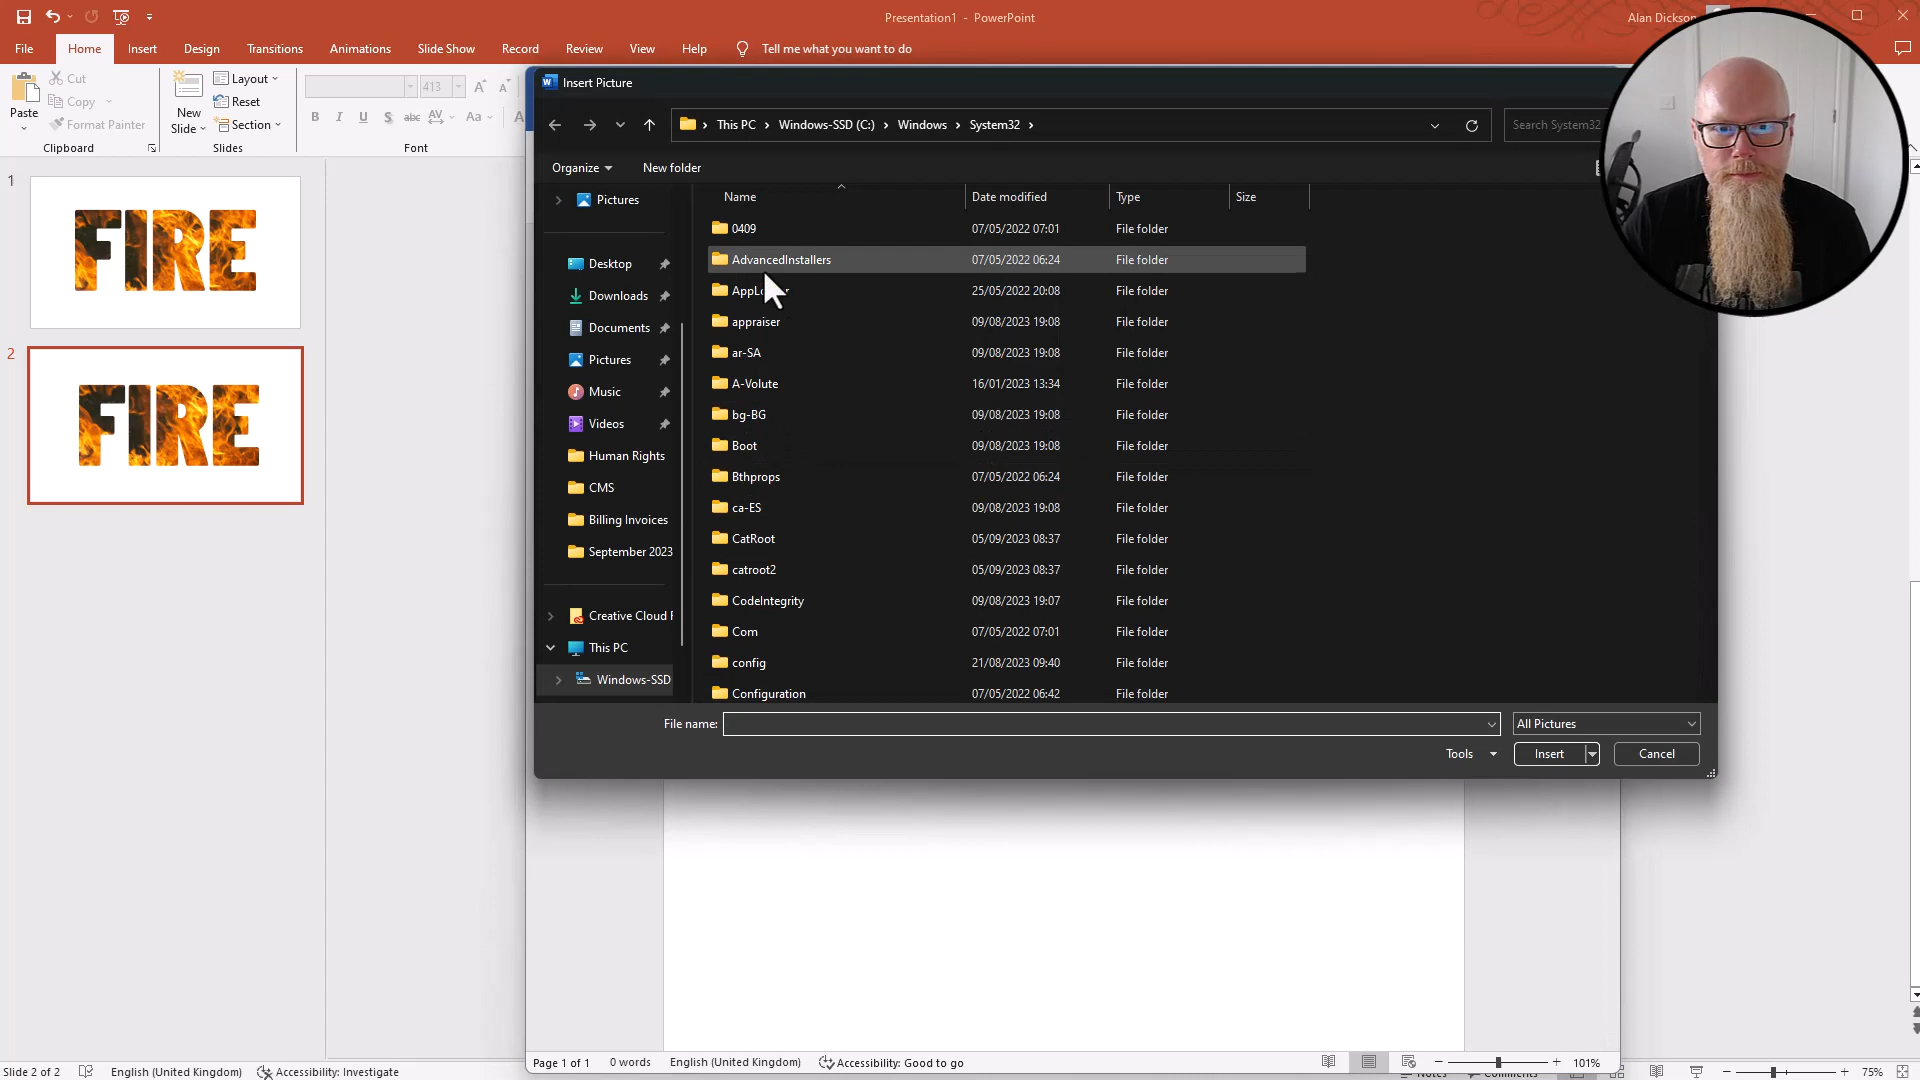 Presentation1 - PowerPoint
Alan Dickson
File Home Insert Design Transitions Animations Slide Show Record Review View Help Tell me what you want to do
Paste
Cut
Copy
Format Painter
Clipboard
New Slide
Layout
Reset
Section
Slides
413
B I U S abc AV Aa
Font
1
FIRE
2
FIRE
Insert Picture
This PC > Windows-SSD (C:) > Windows > System32 >
Search System32
Organize New folder
Pictures
Desktop
Downloads
Documents
Pictures
Music
Videos
Human Rights
CMS
Billing Invoices
September 2023
Creative Cloud F
This PC
Windows-SSD
Name Date modified Type Size
0409 07/05/2022 07:01 File folder
AdvancedInstallers 07/05/2022 06:24 File folder
25/05/2022 20:08 File folder
appraiser 09/08/2023 19:08 File folder
ar-SA 09/08/2023 19:08 File folder
A-Volute 16/01/2023 13:34 File folder
bg-BG 09/08/2023 19:08 File folder
Boot 09/08/2023 19:08 File folder
Bthprops 07/05/2022 06:24 File folder
ca-ES 09/08/2023 19:08 File folder
CatRoot 05/09/2023 08:37 File folder
catroot2 05/09/2023 08:37 File folder
CodeIntegrity 09/08/2023 19:07 File folder
Com 07/05/2022 07:01 File folder
config 21/08/2023 09:40 File folder
Configuration 07/05/2022 06:42 File folder
File name: All Pictures
Tools Insert Cancel
Page 1 of 1 0 words English (United Kingdom) Accessibility: Good to go 101%
Slide 2 of 2 English (United Kingdom) Accessibility: Investigate Notes Comments 75%